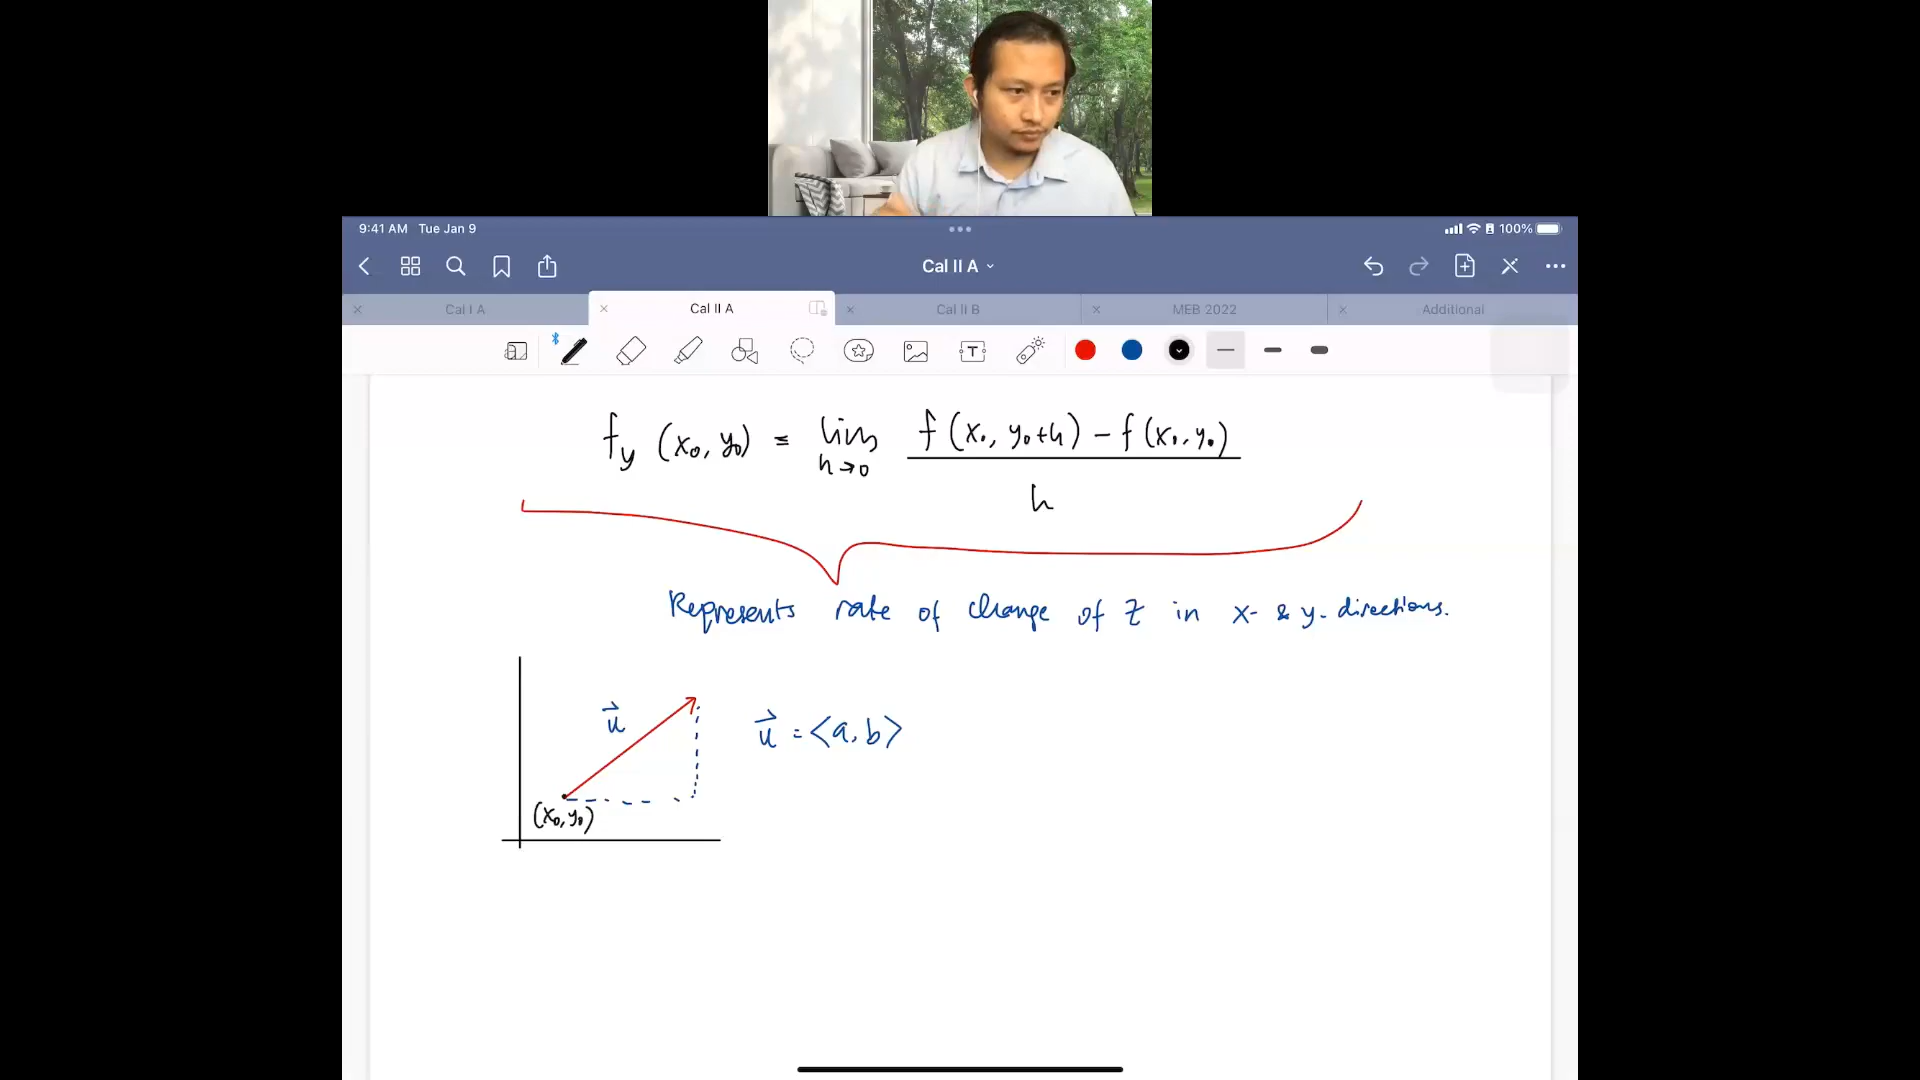 9:41 AM Tue Jan 9
100%
Cal II A
Cal I A
Cal II A
Cal II B
MEB 2022
Additional
f_y (x₀, y₀) = lim h→0 f(x₀, y₀+h) - f(x₀, y₀) / h
Represents rate of change of z in x- & y- directions.
u⃗
u⃗ = <a, b>
(x₀, y₀)